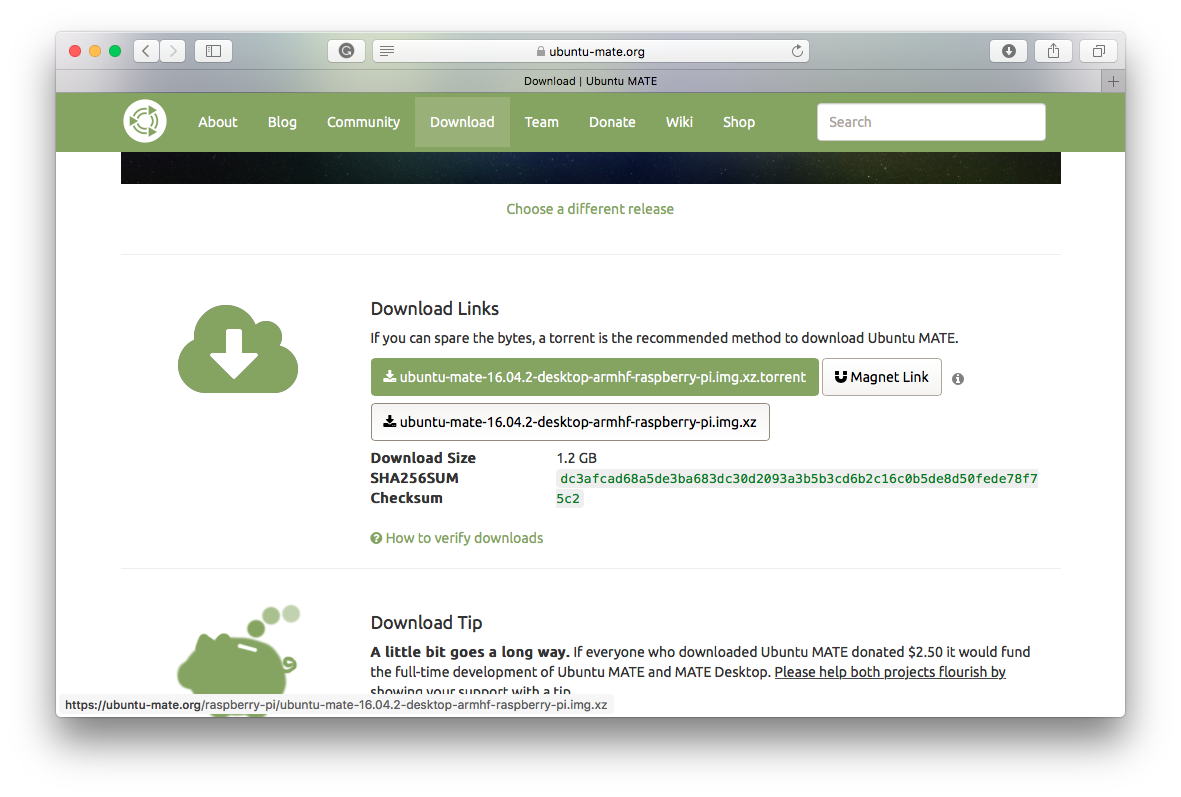 ubuntu-mate.org
Download | Ubuntu MATE
About Blog Community Download Team Donate Wiki Shop Search
Choose a different release
Download Links
If you can spare the bytes, a torrent is the recommended method to download Ubuntu MATE.
ubuntu-mate-16.04.2-desktop-armhf-raspberry-pi.img.xz.torrent Magnet Link
ubuntu-mate-16.04.2-desktop-armhf-raspberry-pi.img.xz
Download Size 1.2 GB
SHA256SUM dc3afcad68a5de3ba683dc30d2093a3b5b3cd6b2c16c0b5de8d50fede78f7
Checksum 5c2
How to verify downloads
Download Tip
A little bit goes a long way. If everyone who downloaded Ubuntu MATE donated $2.50 it would fund
the full-time development of Ubuntu MATE and MATE Desktop. Please help both projects flourish by
showing your support with a tip
https://ubuntu-mate.org/raspberry-pi/ubuntu-mate-16.04.2-desktop-armhf-raspberry-pi.img.xz